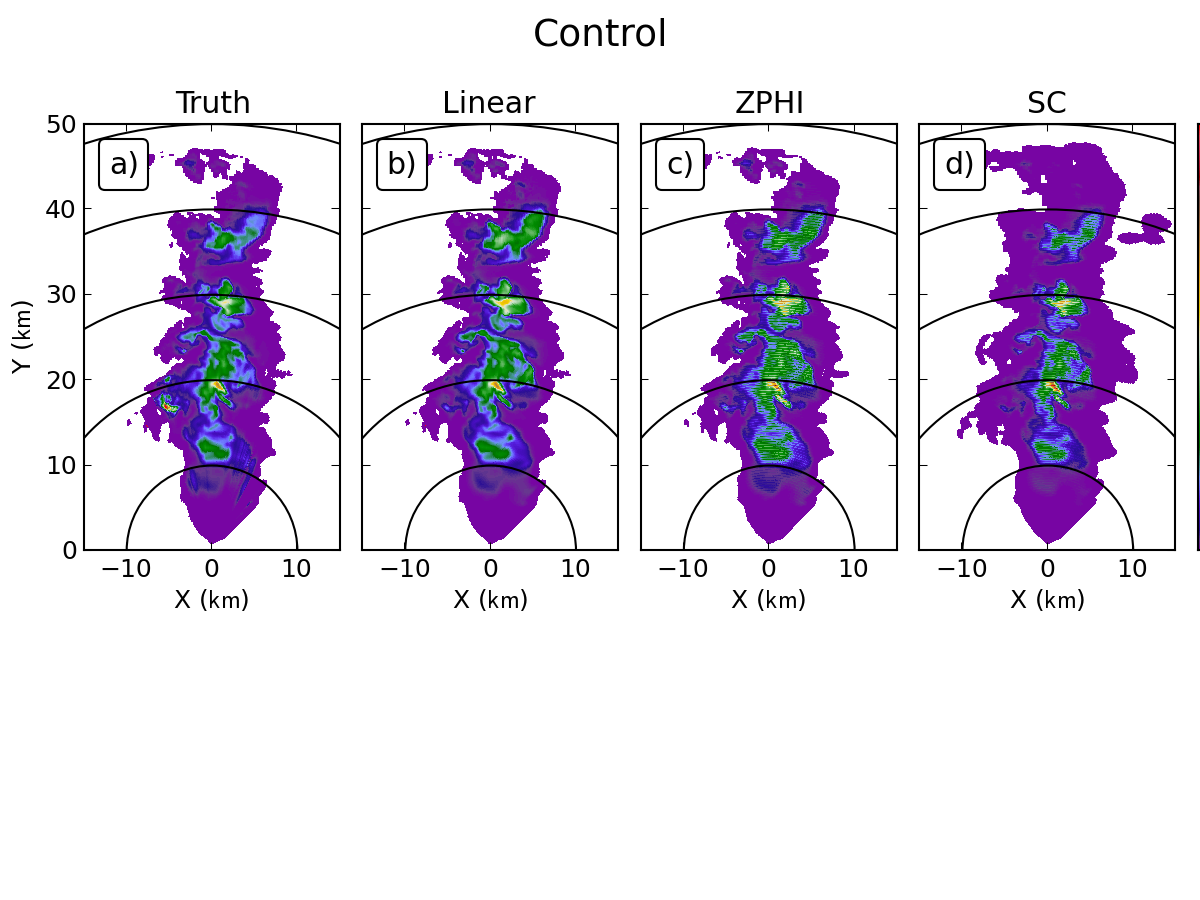 Control
Truth Linear ZPHI SC
a) b) c) d)
50
40
30
20
10
0
Y (km)
−10 0 10 −10 0 10 −10 0 10 −10 0 10
X (km) X (km) X (km) X (km)